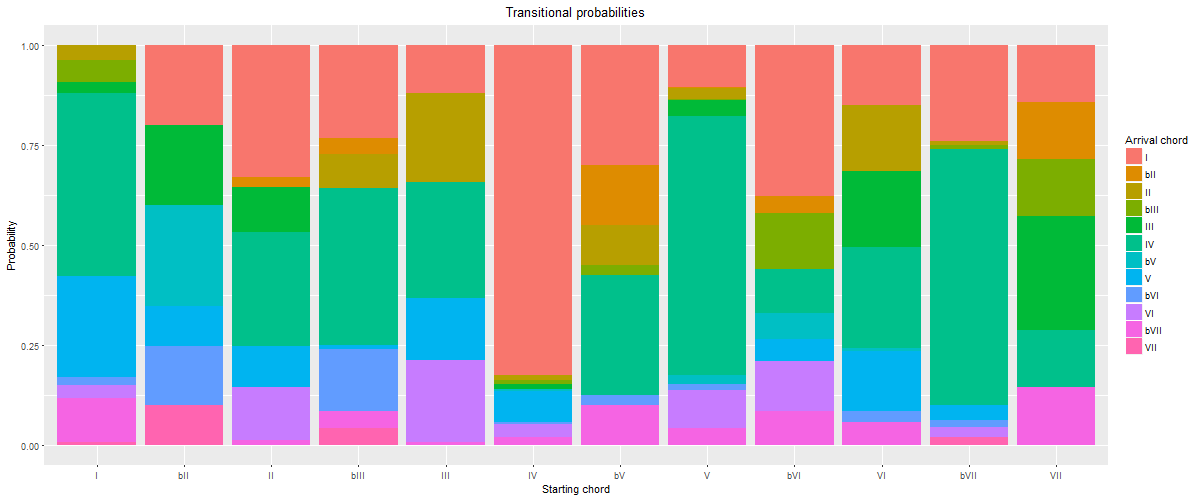 Transitional probabilities
1.00
0.75
0.50
0.25
0.00
Probability
I bII II bIII III IV bV V bVI VI bVII VII
Starting chord
Arrival chord
I
bII
II
bIII
III
IV
bV
V
bVI
VI
bVII
VII